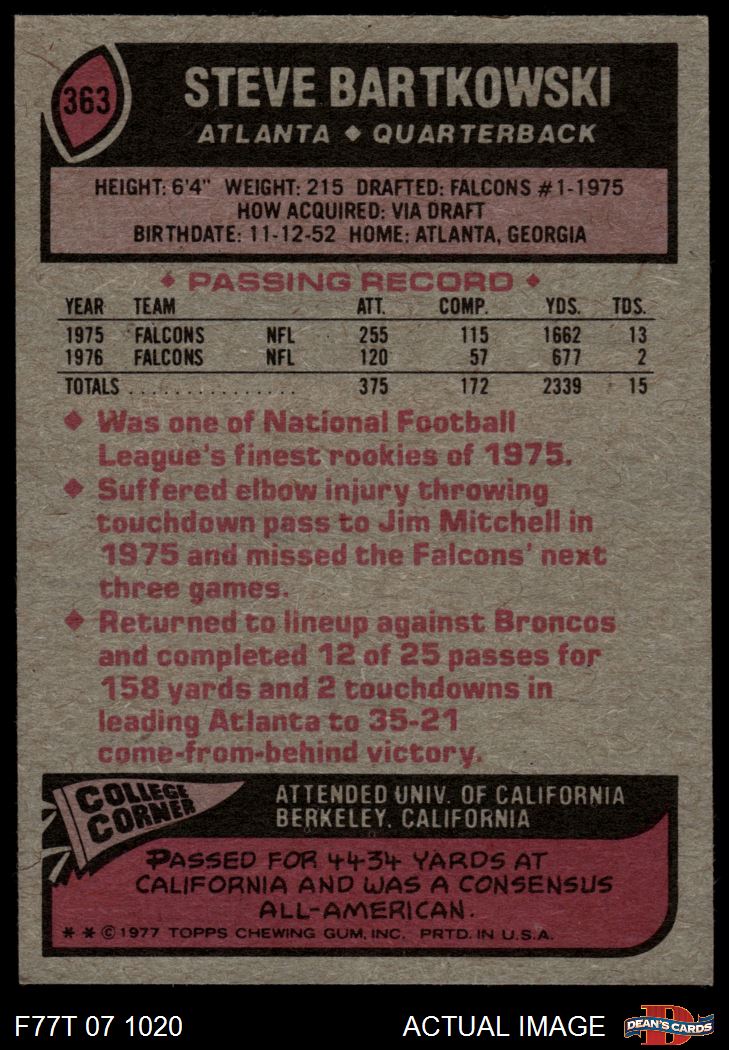 363
STEVE BARTKOWSKI
ATLANTA ♦ QUARTERBACK
HEIGHT: 6'4" WEIGHT: 215 DRAFTED: FALCONS #1-1975
HOW ACQUIRED: VIA DRAFT
BIRTHDATE: 11-12-52 HOME: ATLANTA, GEORGIA
♦ PASSING RECORD ♦
YEAR TEAM ATT. COMP. YDS. TDS.
1975 FALCONS NFL 255 115 1662 13
1976 FALCONS NFL 120 57 677 2
TOTALS . . . . . . . . . . . . . . . . 375 172 2339 15
♦ Was one of National Football
League's finest rookies of 1975.
♦ Suffered elbow injury throwing
touchdown pass to Jim Mitchell in
1975 and missed the Falcons' next
three games.
♦ Returned to lineup against Broncos
and completed 12 of 25 passes for
158 yards and 2 touchdowns in
leading Atlanta to 35-21
come-from-behind victory.
COLLEGE
CORNER
ATTENDED UNIV. OF CALIFORNIA
BERKELEY, CALIFORNIA
PASSED FOR 4434 YARDS AT
CALIFORNIA AND WAS A CONSENSUS
ALL-AMERICAN.
* * © 1977 TOPPS CHEWING GUM, INC. PRTD. IN U.S.A.
F77T 07 1020
ACTUAL IMAGE
D
DEAN'S CARDS